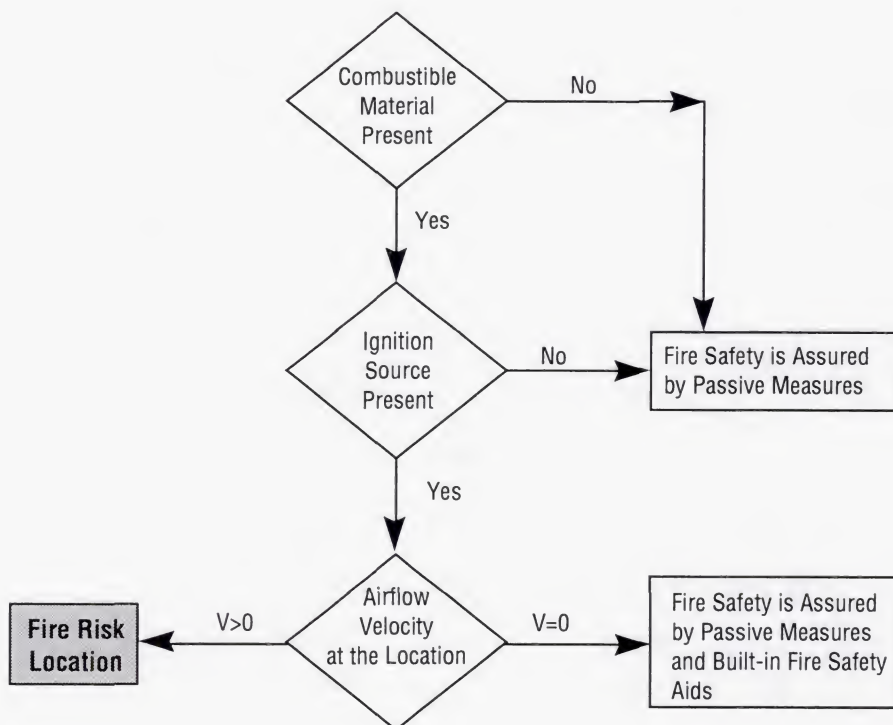 Combustible
Material
Present
No
Yes
Ignition
Source
Present
No
Fire Safety is Assured
by Passive Measures
Yes
Airflow
Velocity
at the Location
V>0
Fire Risk
Location
V=0
Fire Safety is Assured
by Passive Measures
and Built-in Fire Safety
Aids